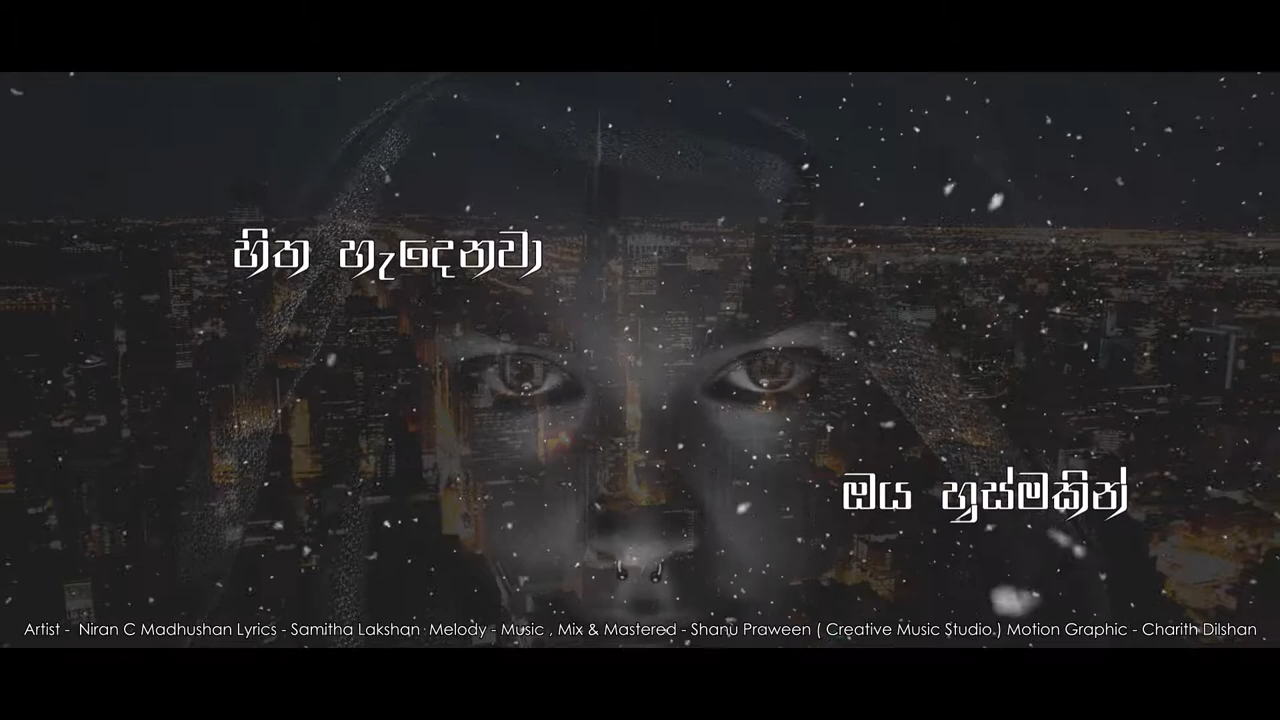 හිත හැදෙනවා
ඔය හුස්මකින්
Artist - Niran C Madhushan Lyrics - Samitha Lakshan Melody - Music , Mix & Mastered - Shanu Praween ( Creative Music Studio ) Motion Graphic - Charith Dilshan